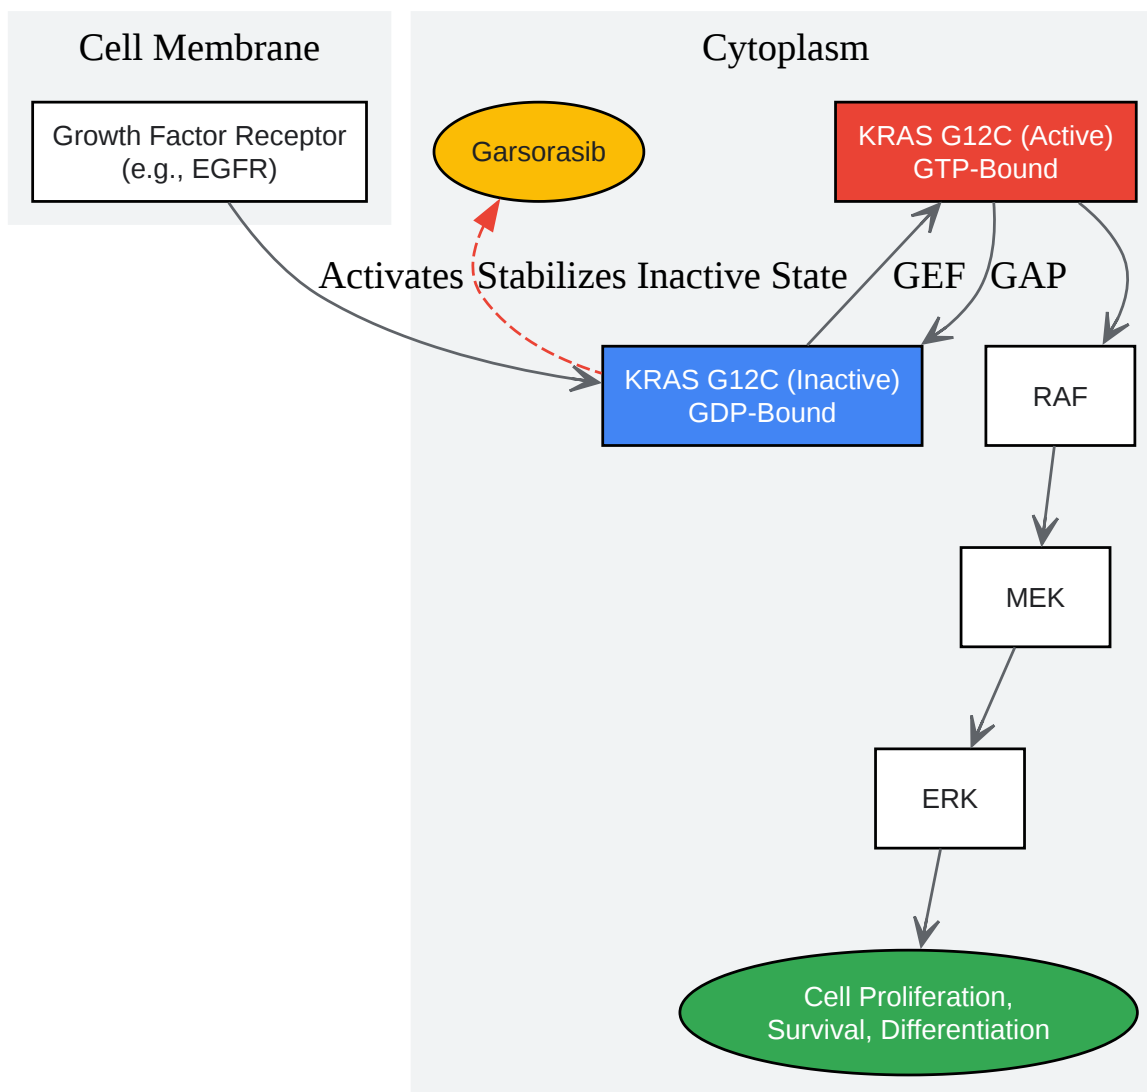 Cell Membrane
Cytoplasm
Growth Factor Receptor
(e.g., EGFR)
Garsorasib
KRAS G12C (Active)
GTP-Bound
Activates
Stabilizes Inactive State
GEF
GAP
KRAS G12C (Inactive)
GDP-Bound
RAF
MEK
ERK
Cell Proliferation,
Survival, Differentiation